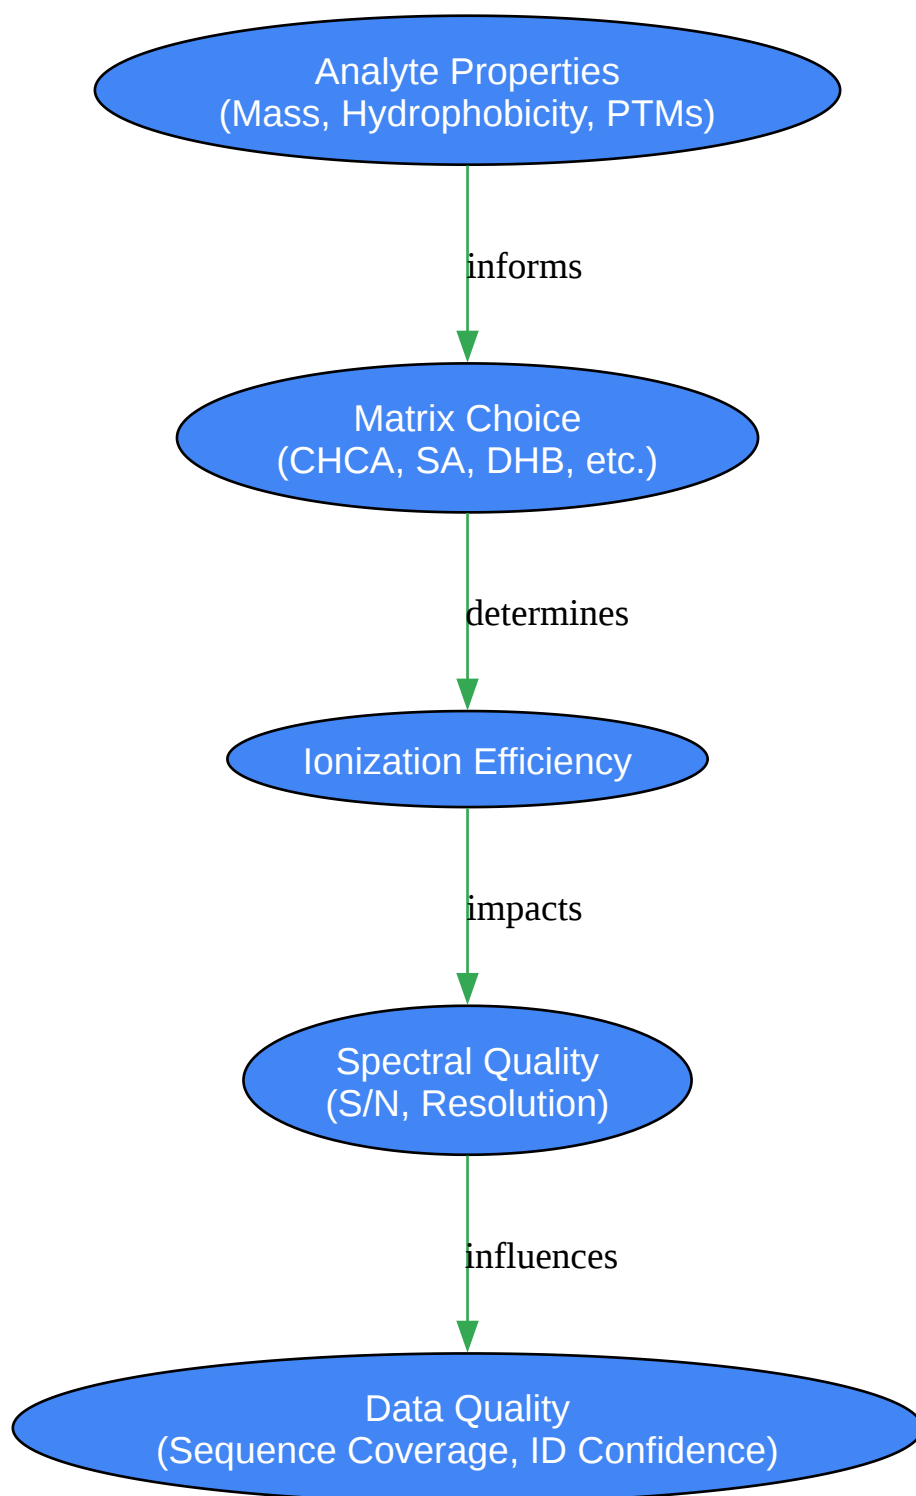 Analyte Properties
(Mass, Hydrophobicity, PTMs)
informs
Matrix Choice
(CHCA, SA, DHB, etc.)
determines
Ionization Efficiency
impacts
Spectral Quality
(S/N, Resolution)
influences
Data Quality
(Sequence Coverage, ID Confidence)